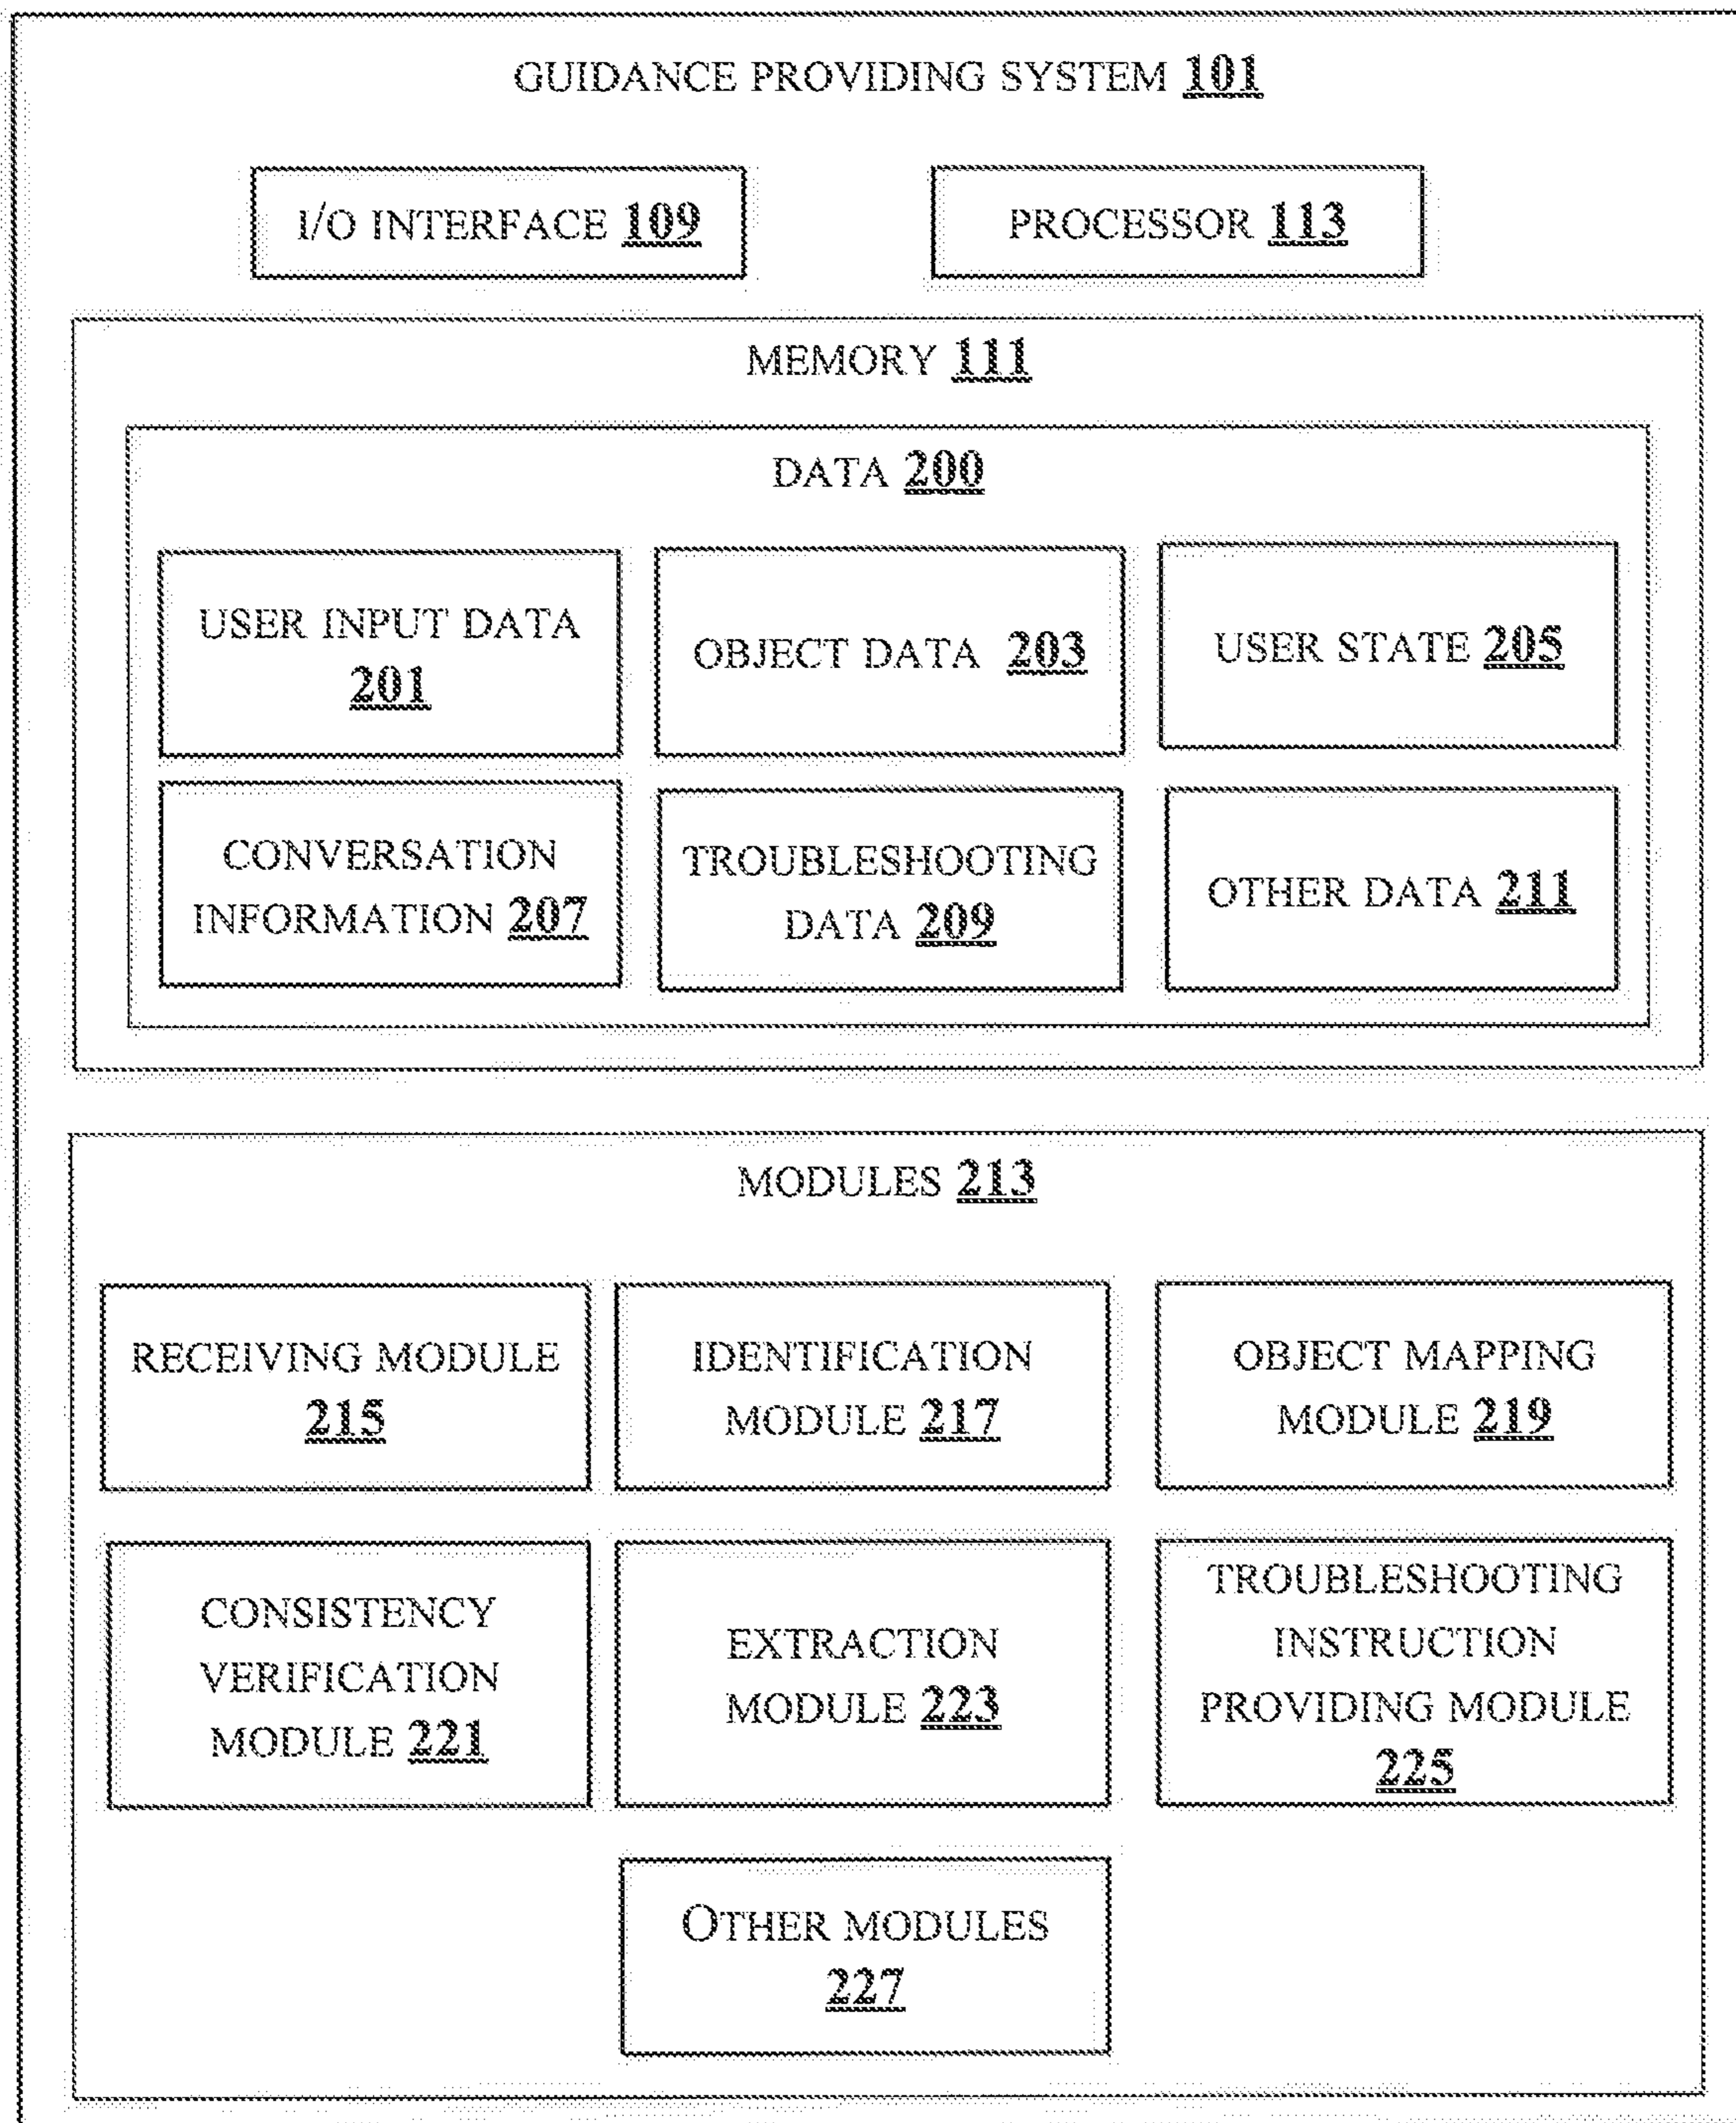 GUIDANCE PROVIDING SYSTEM 101
I/O INTERFACE 109
PROCESSOR 113
MEMORY 111
DATA 200
USER INPUT DATA
201
OBJECT DATA 203
USER STATE 205
CONVERSATION
INFORMATION 207
TROUBLESHOOTING
DATA 209
OTHER DATA 211
MODULES 213
RECEIVING MODULE
215
IDENTIFICATION
MODULE 217
OBJECT MAPPING
MODULE 219
CONSISTENCY
VERIFICATION
MODULE 221
EXTRACTION
MODULE 223
TROUBLESHOOTING
INSTRUCTION
PROVIDING MODULE
225
OTHER MODULES
227